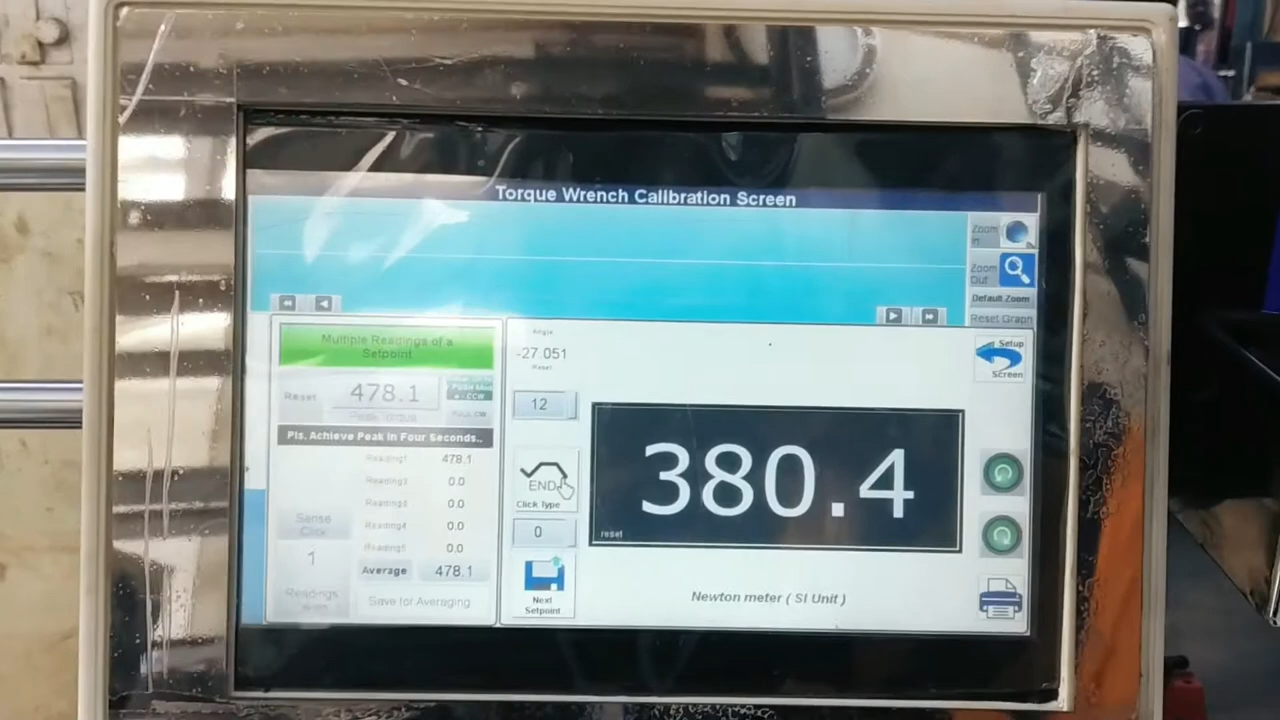 Torque Wrench Calibration Screen
Zoom In
Zoom Out
Default Zoom
Reset Graph
Multiple Readings of a
Setpoint
Reset
478.1
Peak Torque
- CCW
Pls. Achieve Peak in Four Seconds..
Reading1 478.1
0.0
0.0
Reading4 0.0
Reading5 0.0
Average 478.1
Sense
Click
1
Readings
Save for Averaging
Angle
-27.051
Reset
12
END
Click Type
0
Next
Setpoint
380.4
reset
Newton meter ( SI Unit )
Setup
Screen